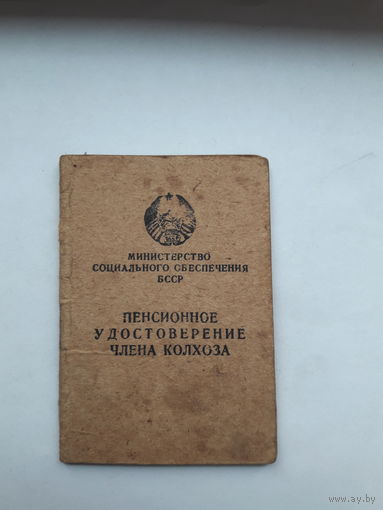 МИНИСТЕРСТВО
СОЦИАЛЬНОГО ОБЕСПЕЧЕНИЯ
БССР
ПЕНСИОННОЕ
УДОСТОВЕРЕНИЕ
ЧЛЕНА КОЛХОЗА
www.ay.by